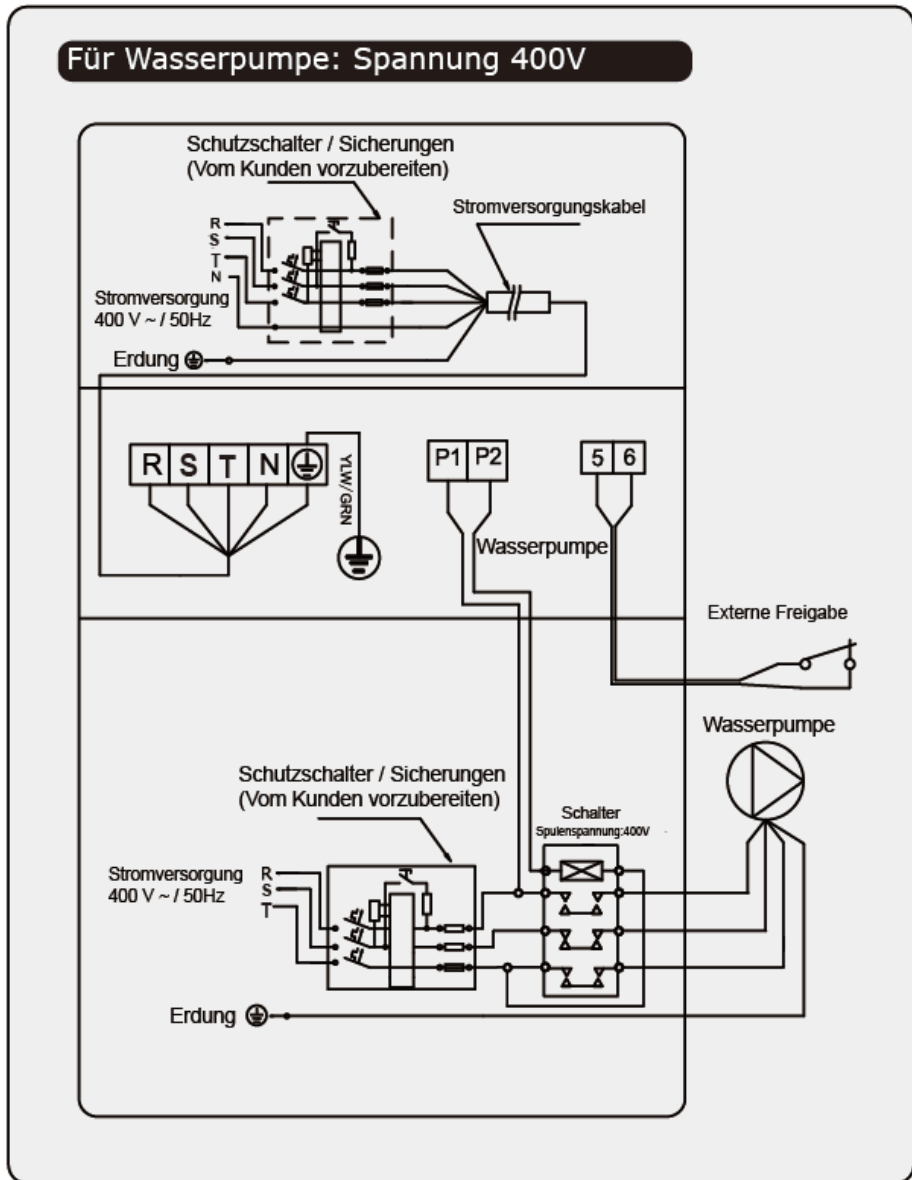 Für Wasserpumpe: Spannung 400V
Schutzschalter / Sicherungen
(Vom Kunden vorzubereiten)
Stromversorgungskabel
R
S
T
N
Stromversorgung
400 V ~ / 50Hz
Erdung
R S T N
YLW/GRN
P1 P2
5 6
Wasserpumpe
Externe Freigabe
Wasserpumpe
Schutzschalter / Sicherungen
(Vom Kunden vorzubereiten)
Schalter
Spulenspannung:400V
Stromversorgung
400 V ~ / 50Hz
R
S
T
Erdung